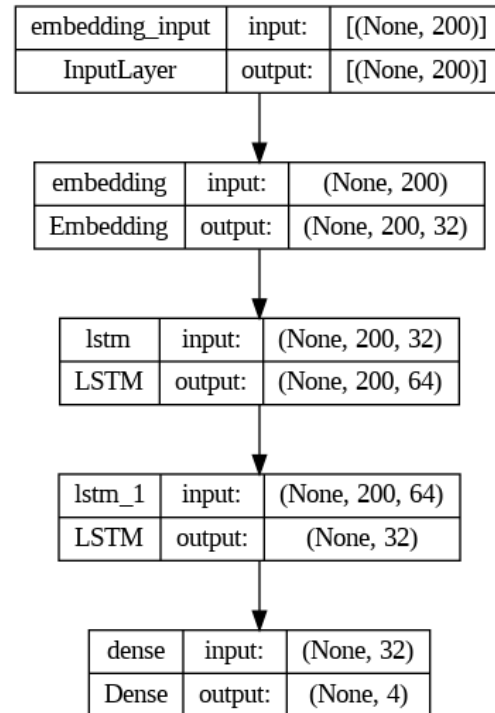 embedding_input input: [(None, 200)]
InputLayer output: [(None, 200)]
embedding input: (None, 200)
Embedding output: (None, 200, 32)
lstm input: (None, 200, 32)
LSTM output: (None, 200, 64)
lstm_1 input: (None, 200, 64)
LSTM output: (None, 32)
dense input: (None, 32)
Dense output: (None, 4)